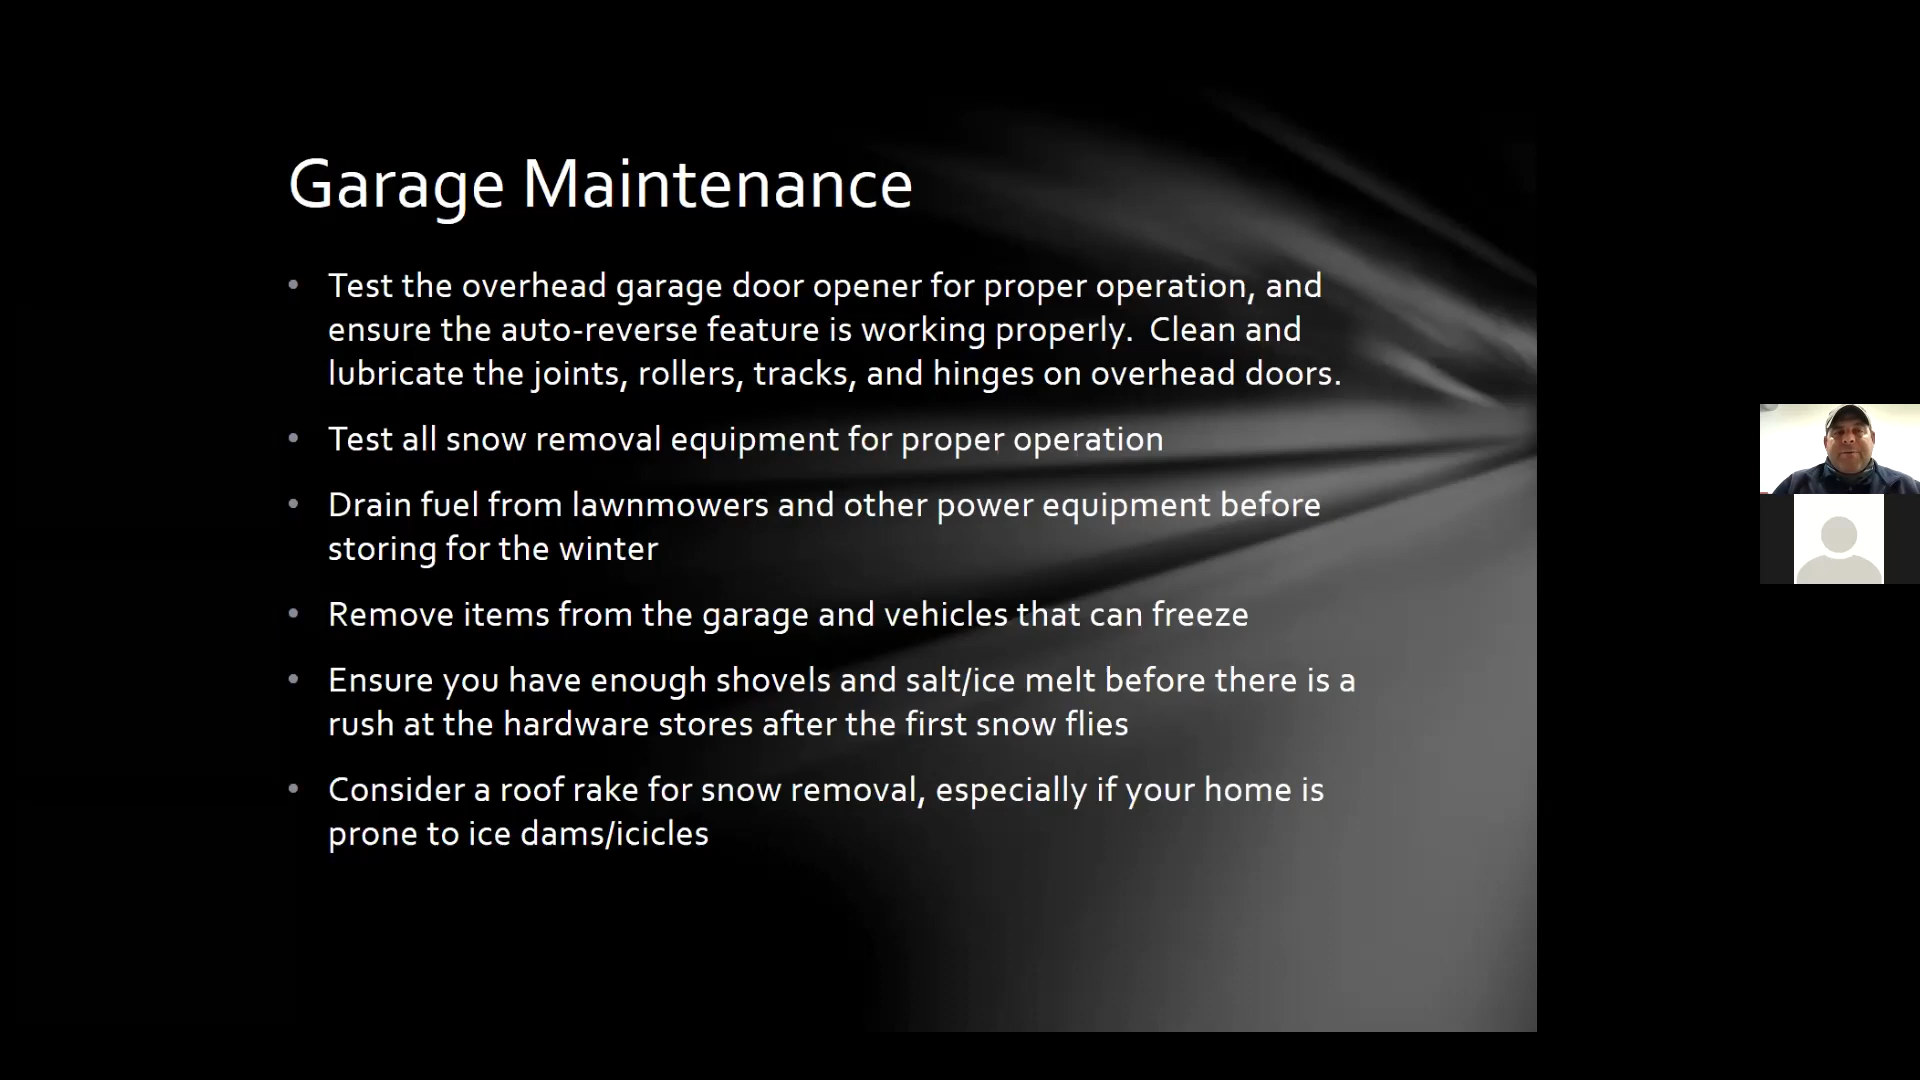 Garage Maintenance
• Test the overhead garage door opener for proper operation, and
ensure the auto-reverse feature is working properly.  Clean and
lubricate the joints, rollers, tracks, and hinges on overhead doors.
• Test all snow removal equipment for proper operation
• Drain fuel from lawnmowers and other power equipment before
storing for the winter
• Remove items from the garage and vehicles that can freeze
• Ensure you have enough shovels and salt/ice melt before there is a
rush at the hardware stores after the first snow flies
• Consider a roof rake for snow removal, especially if your home is
prone to ice dams/icicles